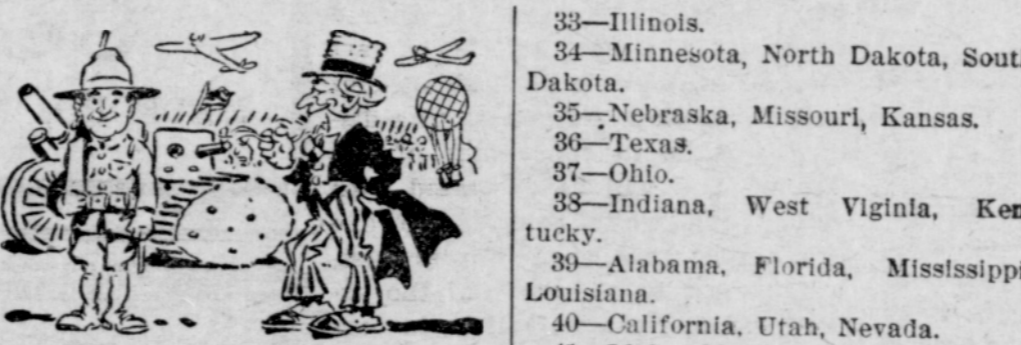 33—Illinois.
34—Minnesota, North Dakota, Sout
Dakota.
35—Nebraska, Missouri, Kansas.
36—Texas.
37—Ohio.
38—Indiana, West Viginia, Ken
tucky.
39—Alabama, Florida, Mississippi
Louisiana.
40—California, Utah, Nevada.